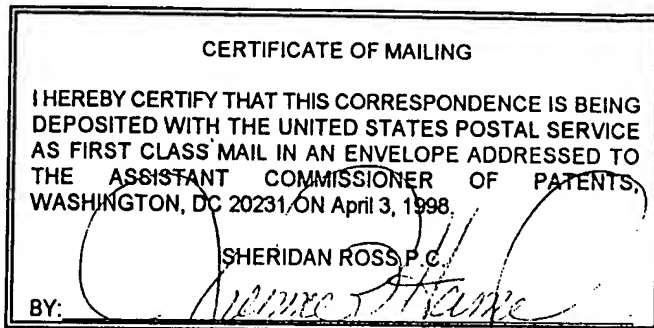 CERTIFICATE OF MAILING
I HEREBY CERTIFY THAT THIS CORRESPONDENCE IS BEING
DEPOSITED WITH THE UNITED STATES POSTAL SERVICE
AS FIRST CLASS MAIL IN AN ENVELOPE ADDRESSED TO
THE ASSISTANT COMMISSIONER OF PATENTS,
WASHINGTON, DC 20231 ON April 3, 1998.
SHERIDAN ROSS P.C.
BY: